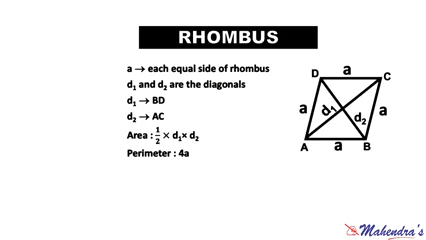 RHOMBUS
a → each equal side of rhombus
d₁ and d₂ are the diagonals
d₁ → BD
d₂ → AC
Area : ½ × d₁× d₂
Perimeter : 4a
D a C
a d₁ d₂ a
A a B
Mahendra's